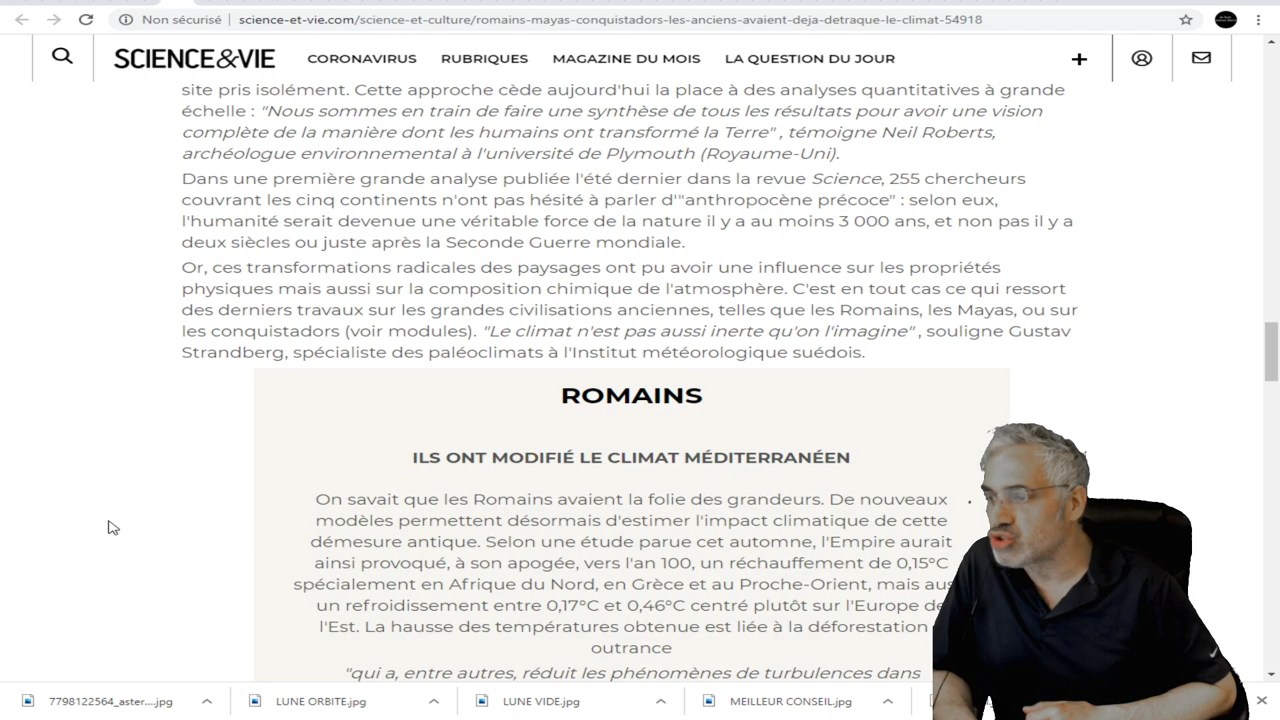 Non sécurisé | science-et-vie.com/science-et-culture/romains-mayas-conquistadors-les-anciens-avaient-deja-detraque-le-climat-54918
SCIENCE&VIE CORONAVIRUS RUBRIQUES MAGAZINE DU MOIS LA QUESTION DU JOUR +
site pris isolément. Cette approche cède aujourd'hui la place à des analyses quantitatives à grande
échelle : "Nous sommes en train de faire une synthèse de tous les résultats pour avoir une vision
complète de la manière dont les humains ont transformé la Terre" , témoigne Neil Roberts,
archéologue environnemental à l'université de Plymouth (Royaume-Uni).
Dans une première grande analyse publiée l'été dernier dans la revue Science, 255 chercheurs
couvrant les cinq continents n'ont pas hésité à parler d'"anthropocène précoce" : selon eux,
l'humanité serait devenue une véritable force de la nature il y a au moins 3 000 ans, et non pas il y a
deux siècles ou juste après la Seconde Guerre mondiale.
Or, ces transformations radicales des paysages ont pu avoir une influence sur les propriétés
physiques mais aussi sur la composition chimique de l'atmosphère. C'est en tout cas ce qui ressort
des derniers travaux sur les grandes civilisations anciennes, telles que les Romains, les Mayas, ou sur
les conquistadors (voir modules). "Le climat n'est pas aussi inerte qu'on l'imagine" , souligne Gustav
Strandberg, spécialiste des paléoclimats à l'Institut météorologique suédois.
ROMAINS
ILS ONT MODIFIÉ LE CLIMAT MÉDITERRANÉEN
On savait que les Romains avaient la folie des grandeurs. De nouveaux
modèles permettent désormais d'estimer l'impact climatique de cette
démesure antique. Selon une étude parue cet automne, l'Empire aurait
ainsi provoqué, à son apogée, vers l'an 100, un réchauffement de 0,15°C
spécialement en Afrique du Nord, en Grèce et au Proche-Orient, mais
un refroidissement entre 0,17°C et 0,46°C centré plutôt sur l'Europe
l'Est. La hausse des températures obtenue est liée à la déforestation
outrance
"qui a, entre autres, réduit les phénomènes de turbulences dans
7798122564_aster....jpg LUNE ORBITE.jpg LUNE VIDE.jpg MEILLEUR CONSEIL.jpg